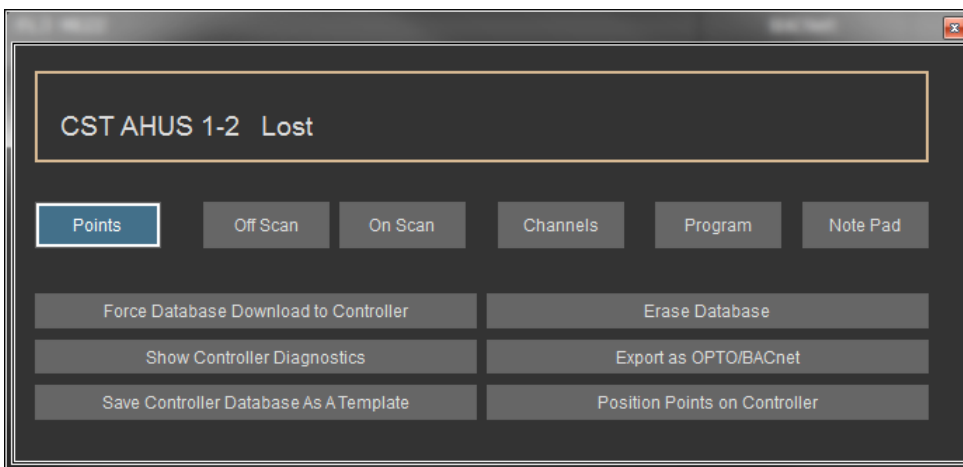 CST AHUS 1-2 Lost
Points Off Scan On Scan Channels Program Note Pad
Force Database Download to Controller Erase Database
Show Controller Diagnostics Export as OPTO/BACnet
Save Controller Database As A Template Position Points on Controller